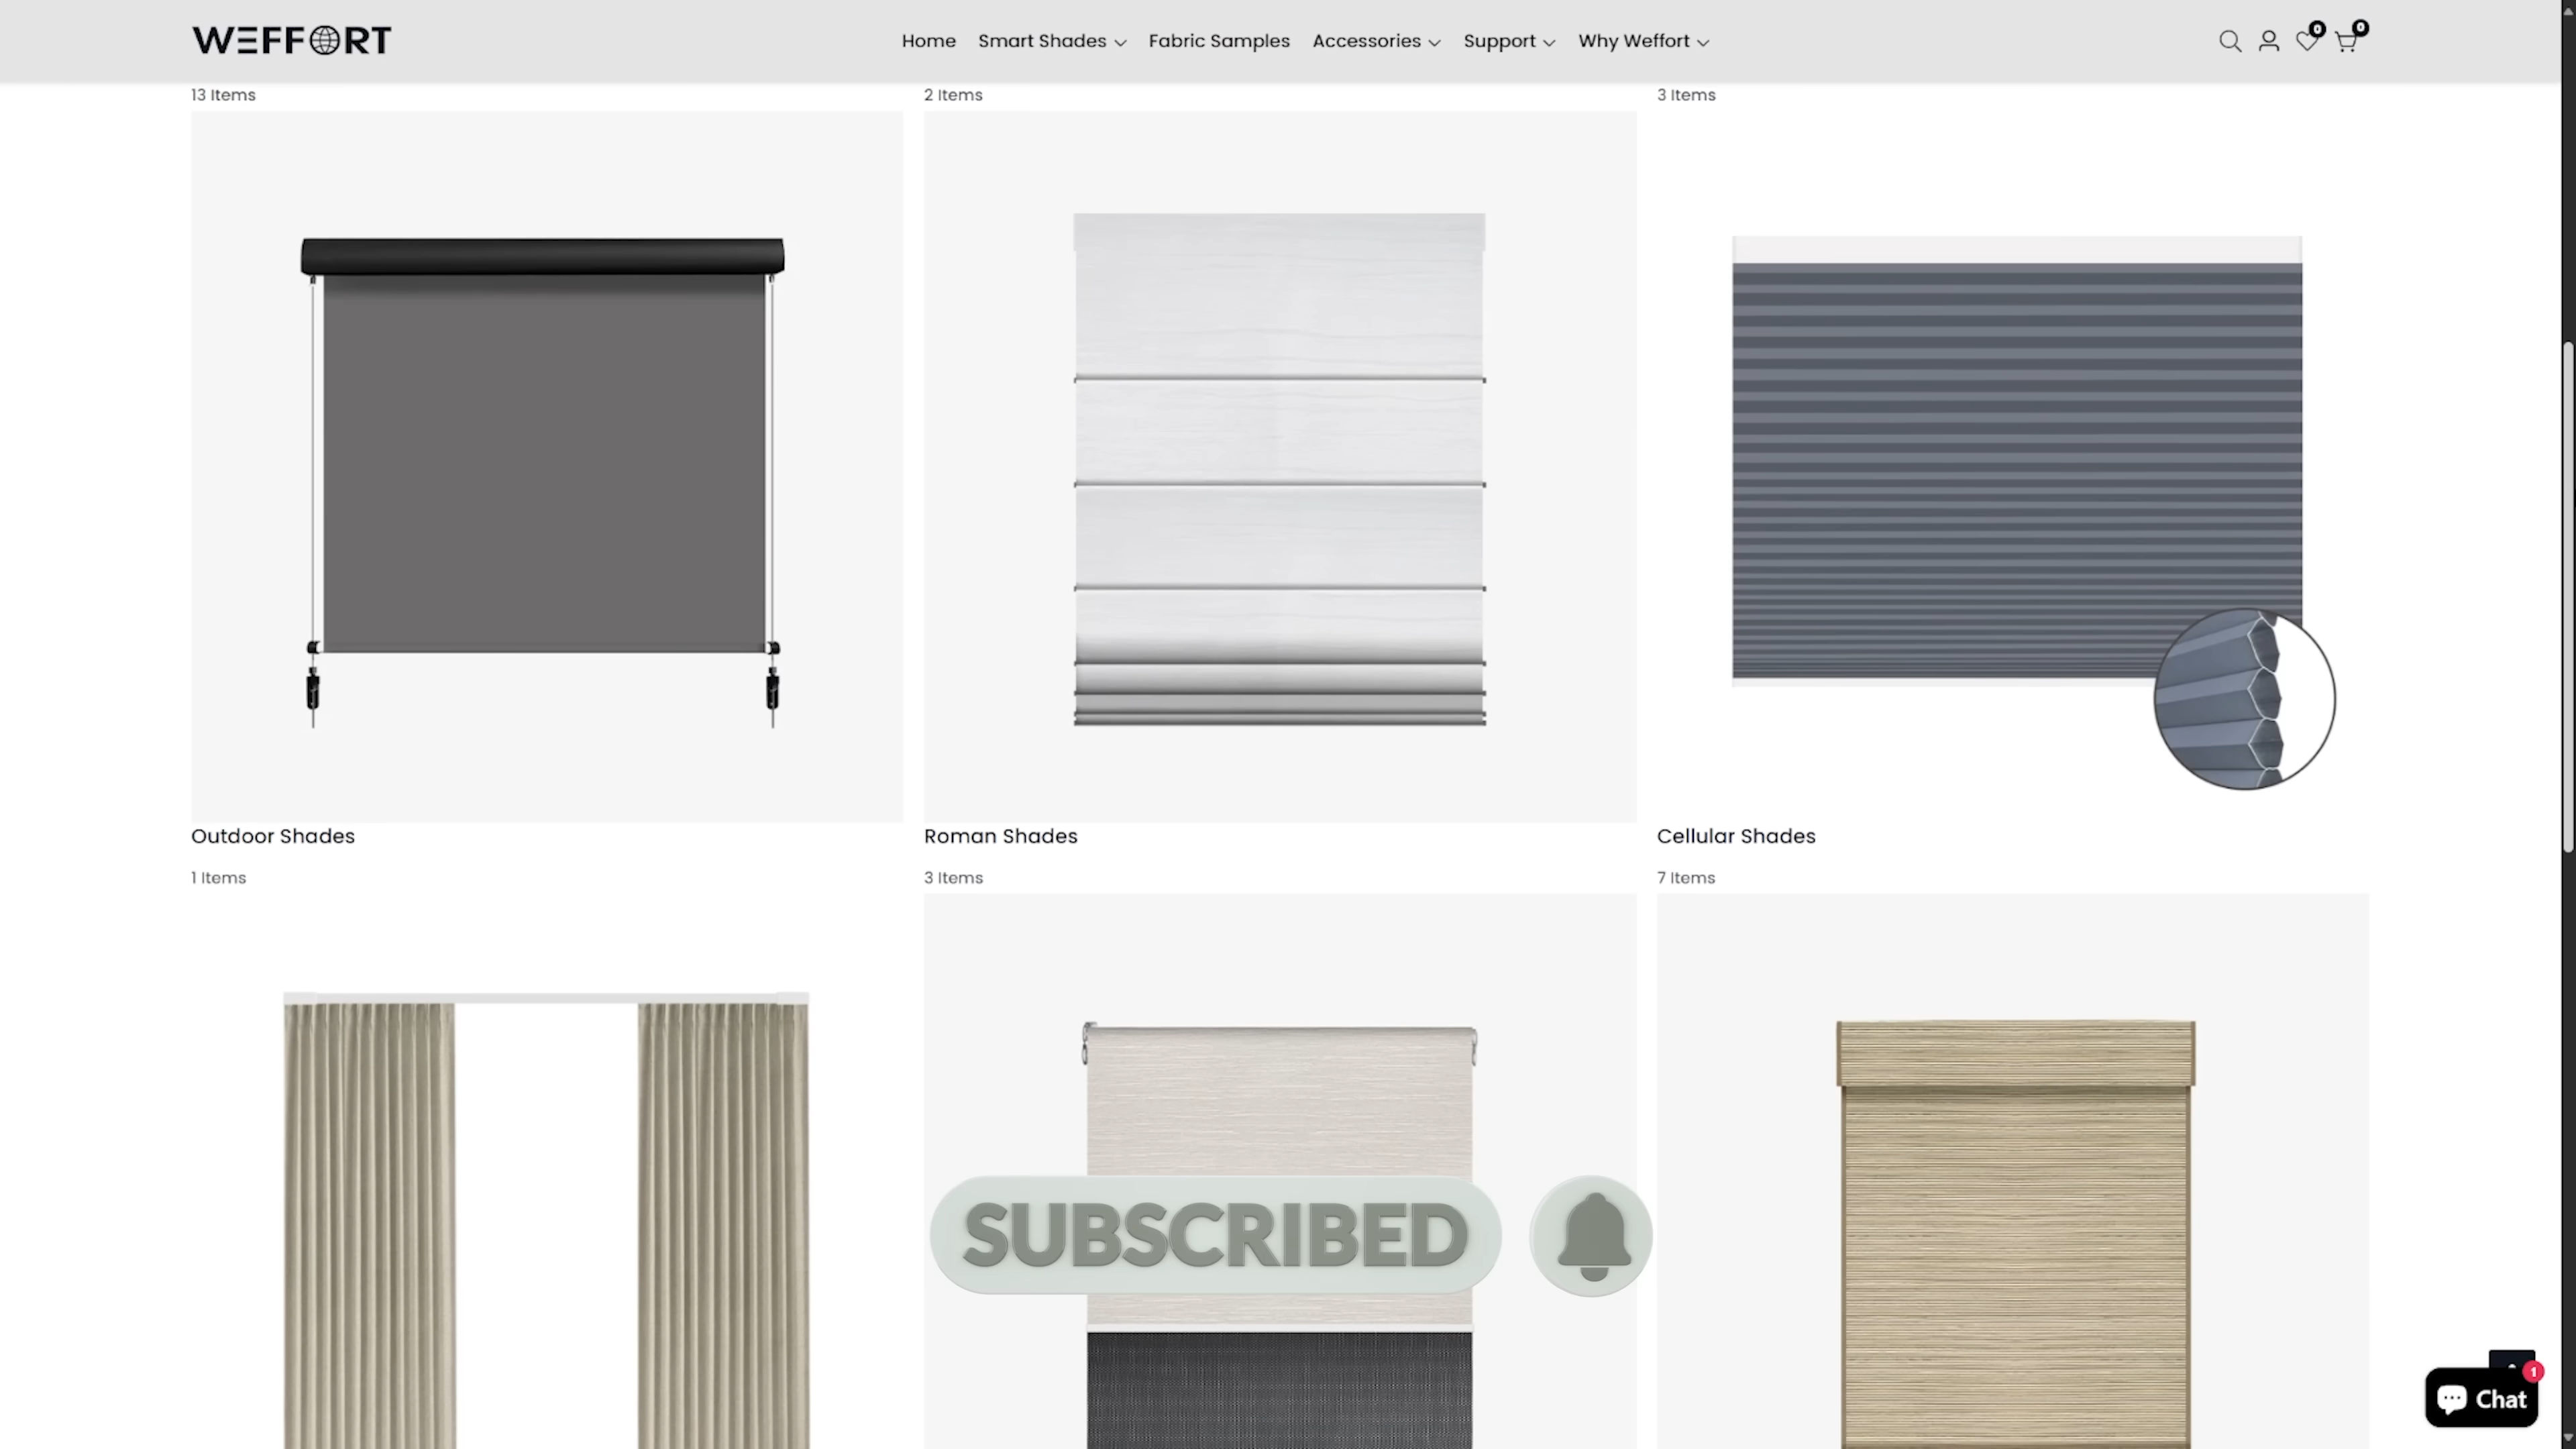 WEFFORT
Home Smart Shades Fabric Samples Accessories Support Why Weffort
0 0
13 Items
2 Items
3 Items
Outdoor Shades
Roman Shades
Cellular Shades
1 Items
3 Items
7 Items
SUBSCRIBED
1
Chat